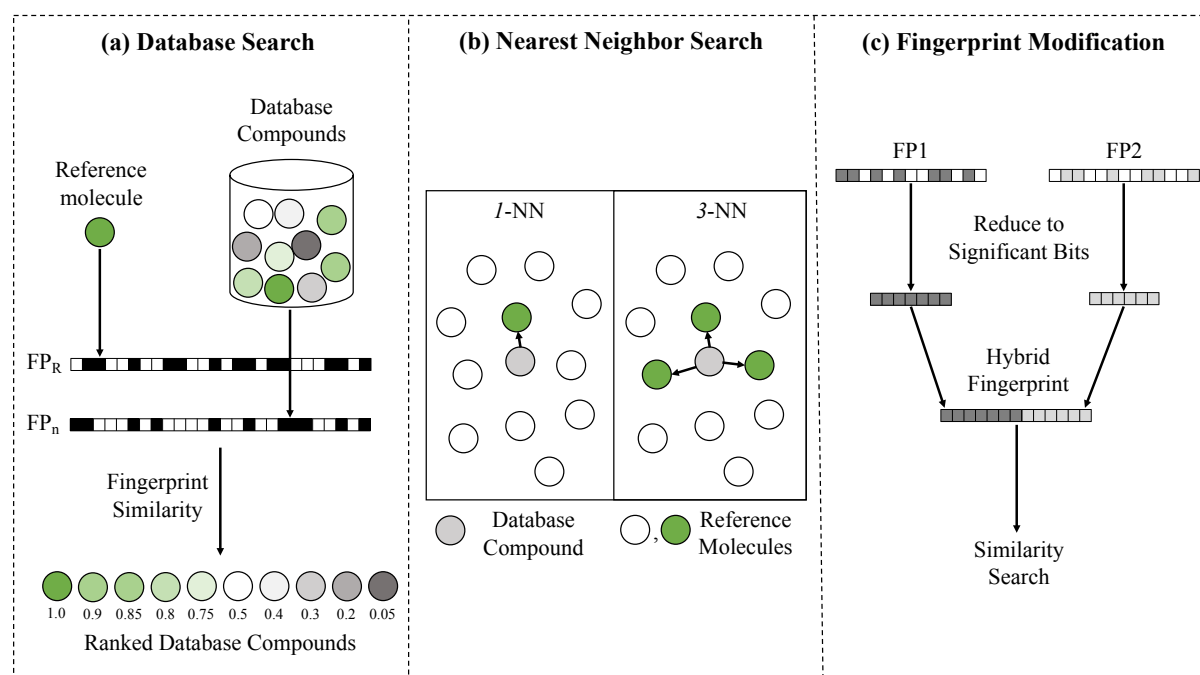 (a) Database Search
Database
Compounds
Reference
molecule
FPR
FPn
Fingerprint
Similarity
1.0 0.9 0.85 0.8 0.75 0.5 0.4 0.3 0.2 0.05
Ranked Database Compounds
(b) Nearest Neighbor Search
1-NN
3-NN
Database
Compound
, Reference
Molecules
(c) Fingerprint Modification
FP1
FP2
Reduce to
Significant Bits
Hybrid
Fingerprint
Similarity
Search